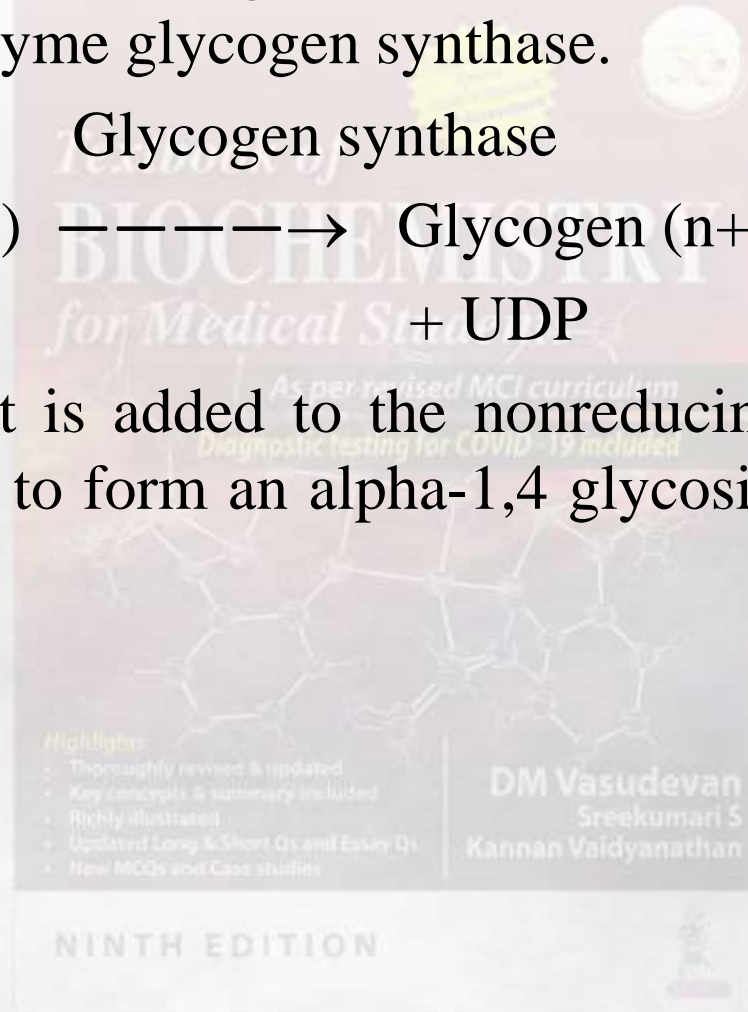 yme glycogen synthase.
Glycogen synthase
) ----→ Glycogen (n+
+ UDP
t is added to the nonreducin
to form an alpha-1,4 glycosi
Textbook of
BIOCHEMISTRY
for Medical Stu
As per revised MCI curriculum
Diagnostic testing for COVID -19 included
Highlights
• Thoroughly revised & updated
• Key concepts & summary included
• Richly illustrated
• Updated Long & Short Qs and Essay Qs
• New MCQs and Case studies
DM Vasudevan
Sreekumari S
Kannan Vaidyanathan
NINTH EDITION